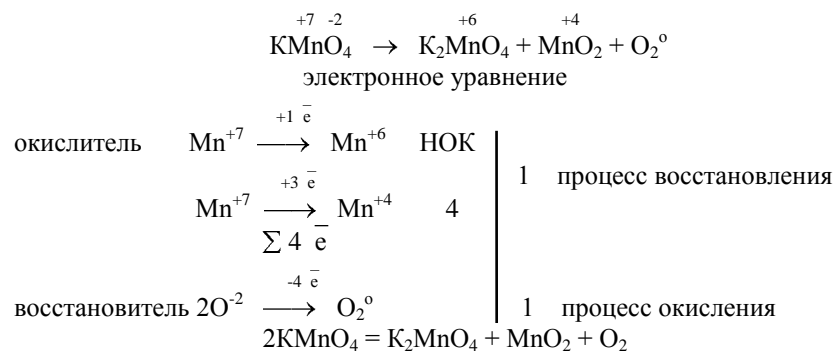 +7 -2 +6 +4
KMnO₄ → K₂MnO₄ + MnO₂ + O₂º
электронное уравнение
+1 e̅
окислитель Mn⁺⁷ ⟶ Mn⁺⁶ НОК
1 процесс восстановления
+3 e̅
Mn⁺⁷ ⟶ Mn⁺⁴ 4
∑ 4 e̅
-4 e̅
восстановитель 2O⁻² ⟶ O₂º 1 процесс окисления
2KMnO₄ = K₂MnO₄ + MnO₂ + O₂